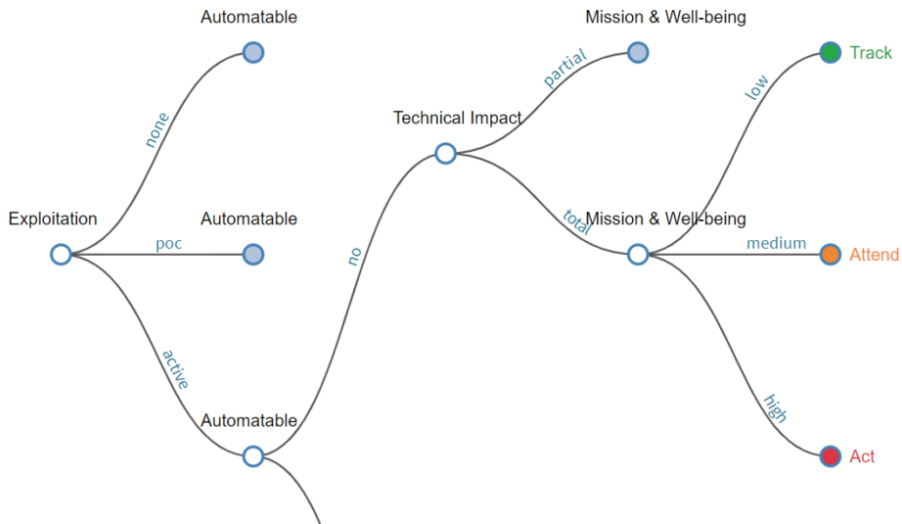 Automatable
Mission & Well-being
partial
Track
low
none
Technical Impact
Exploitation
Automatable
total
Mission & Well-being
poc
no
medium
Attend
active
Automatable
high
Act